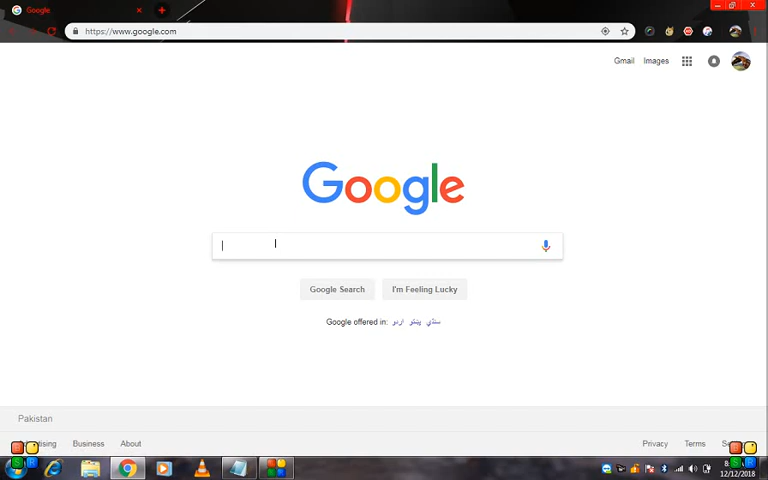 Google
https://www.google.com
Gmail Images
Google
Google Search I'm Feeling Lucky
Google offered in: اردو پښتو سنڌي
Pakistan
Business About
Privacy Terms
12/12/2018